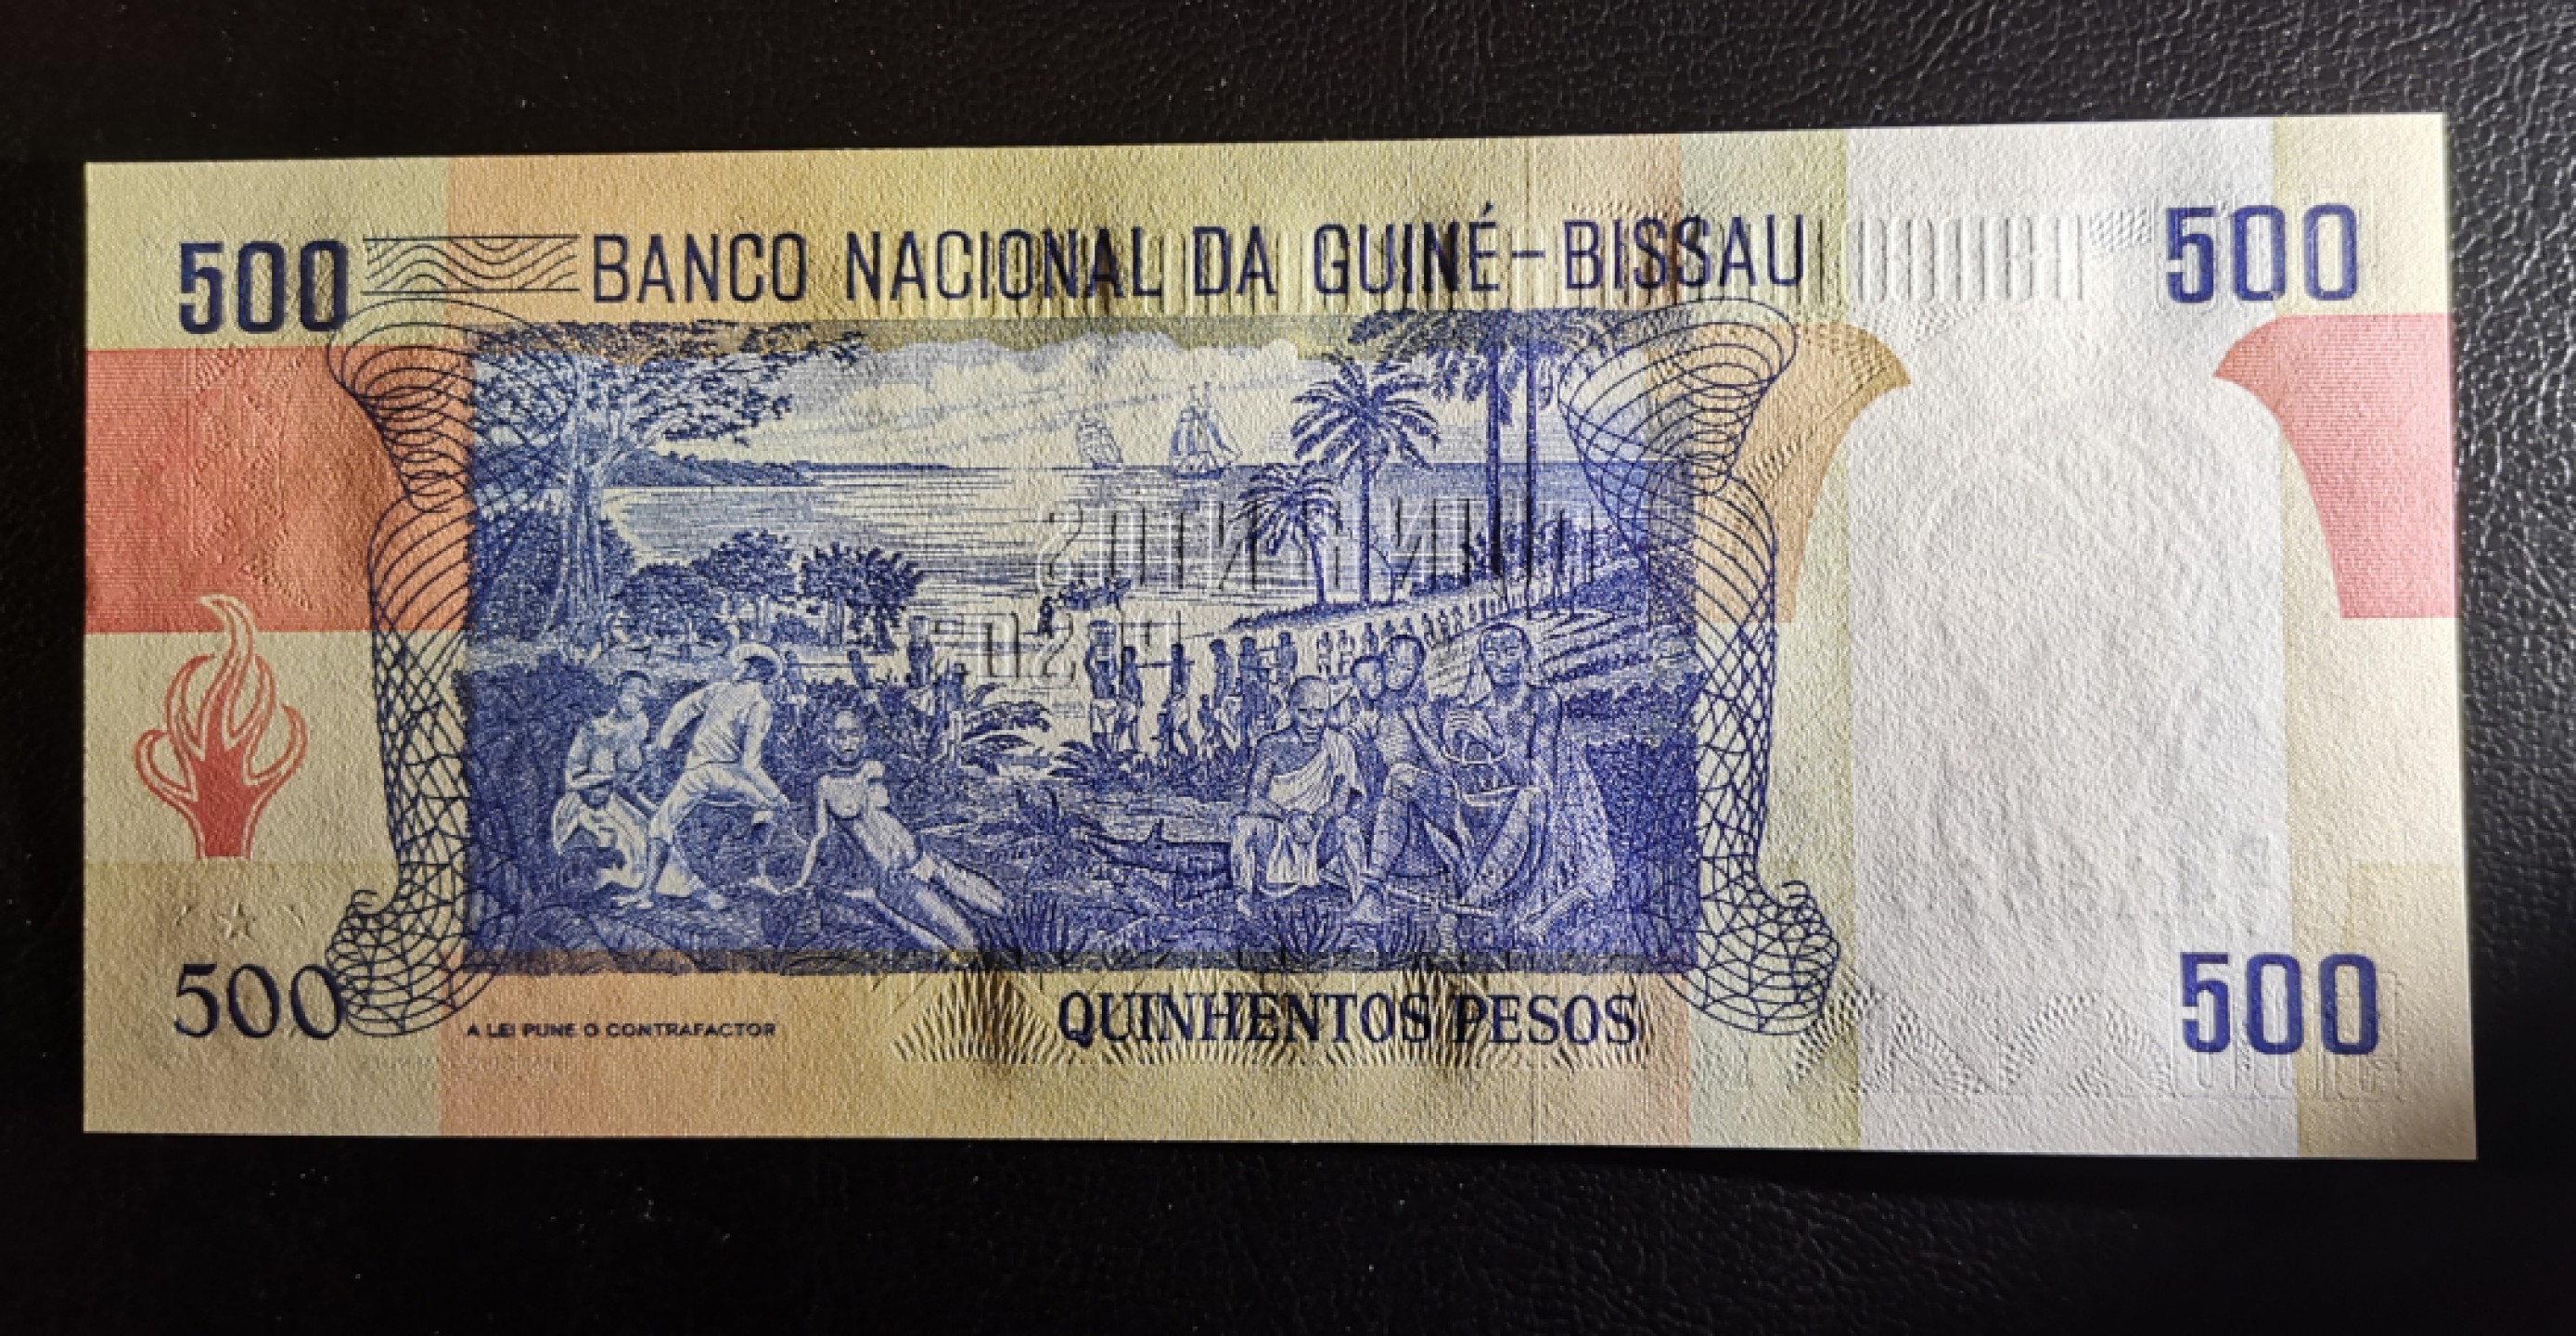 500 BANCO NACIONAL DA GUINÉ-BISSAU 500
500 A LEI PUNE O CONTRAFACTOR QUINHENTOS PESOS 500